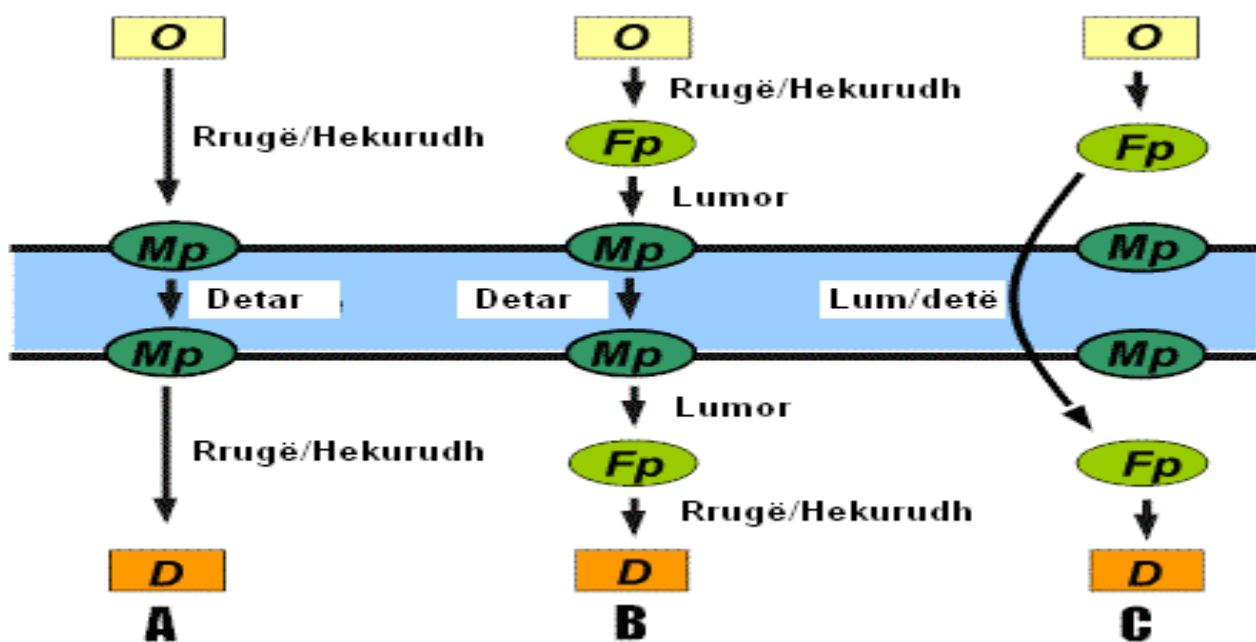 O O O
Rrugë/Hekurudh
Rrugë/Hekurudh Fp Fp
Lumor
Mp Mp Mp
Detar Detar Lum/detë
Mp Mp Mp
Lumor
Rrugë/Hekurudh Fp Fp
Rrugë/Hekurudh
D D D
A B C